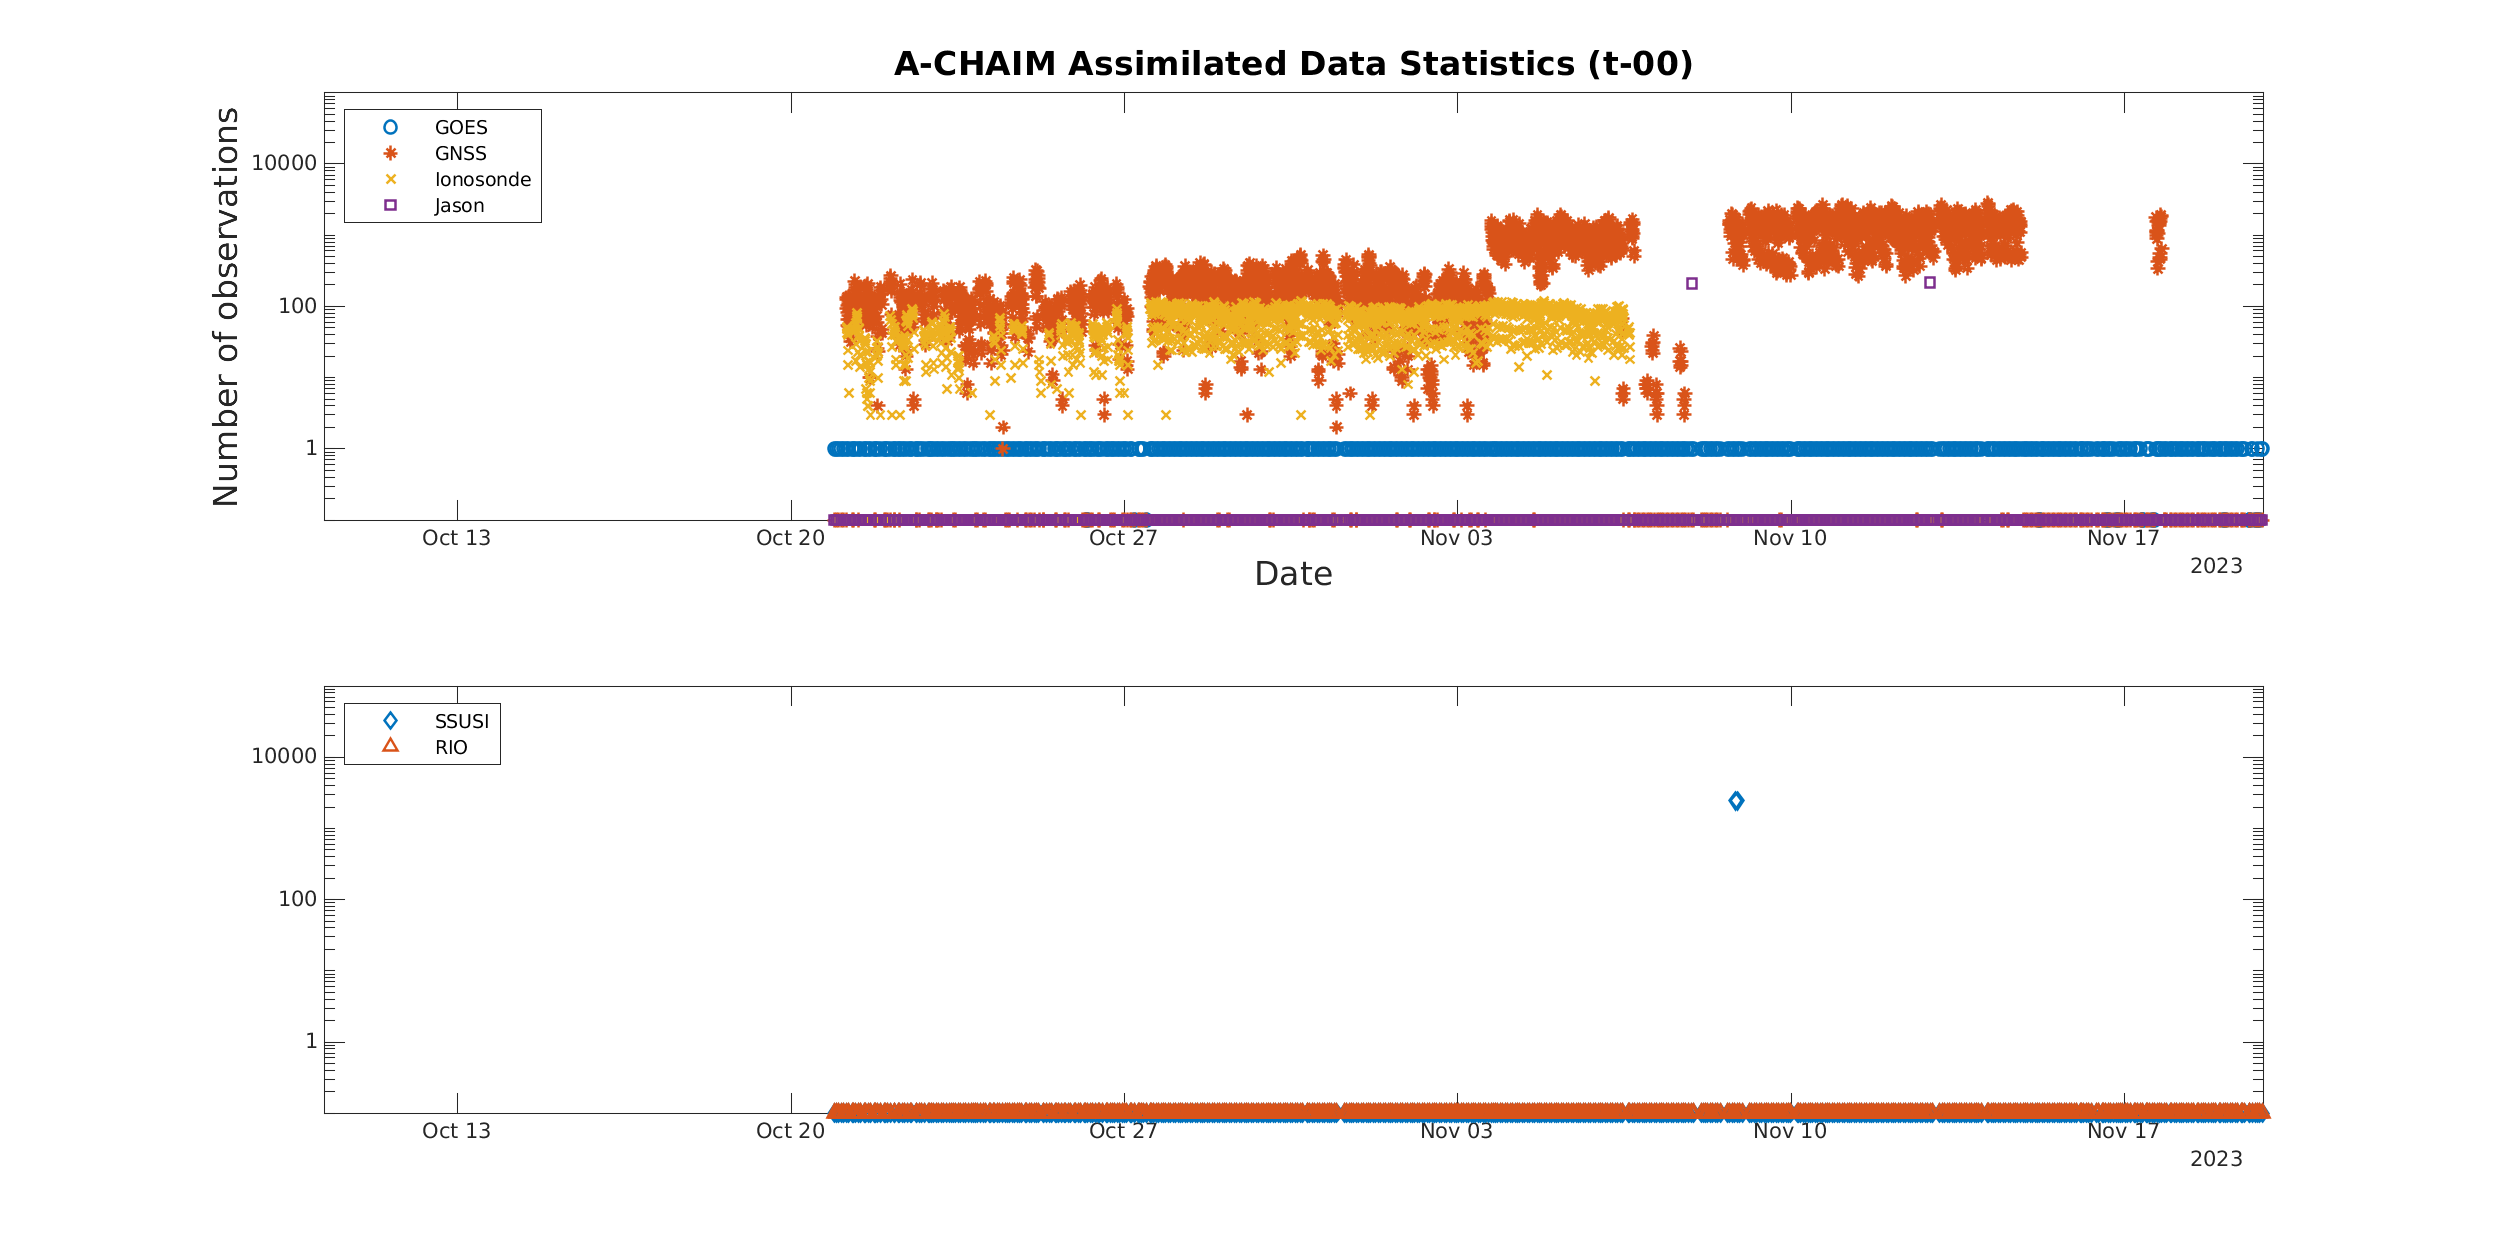 A-CHAIM Assimilated Data Statistics (t-00)
Number of observations
GOES
GNSS
Ionosonde
Jason
10000
100
1
Oct 13 Oct 20 Oct 27 Nov 03 Nov 10 Nov 17
2023
Date
SSUSI
RIO
10000
100
1
Oct 13 Oct 20 Oct 27 Nov 03 Nov 10 Nov 17
2023